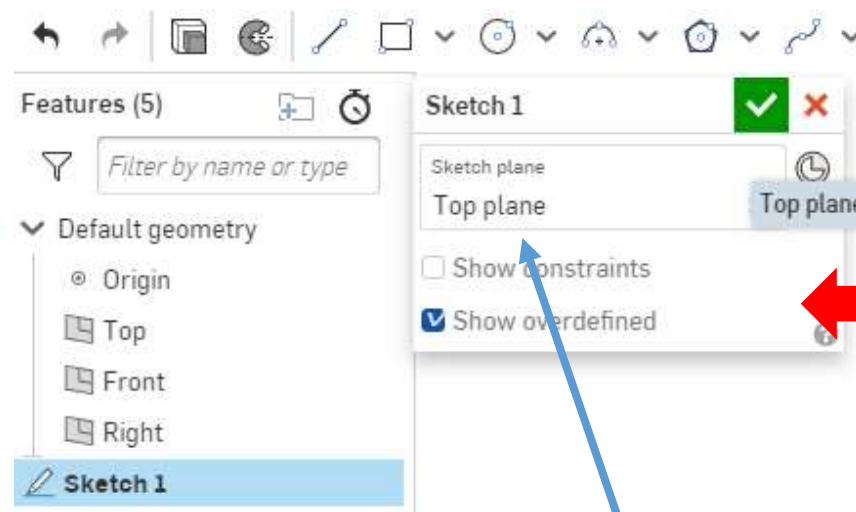 Features (5)
Filter by name or type
Default geometry
Origin
Top
Front
Right
Sketch 1
Sketch 1
Sketch plane
Top plane
Top plane
Show constraints
Show overdefined